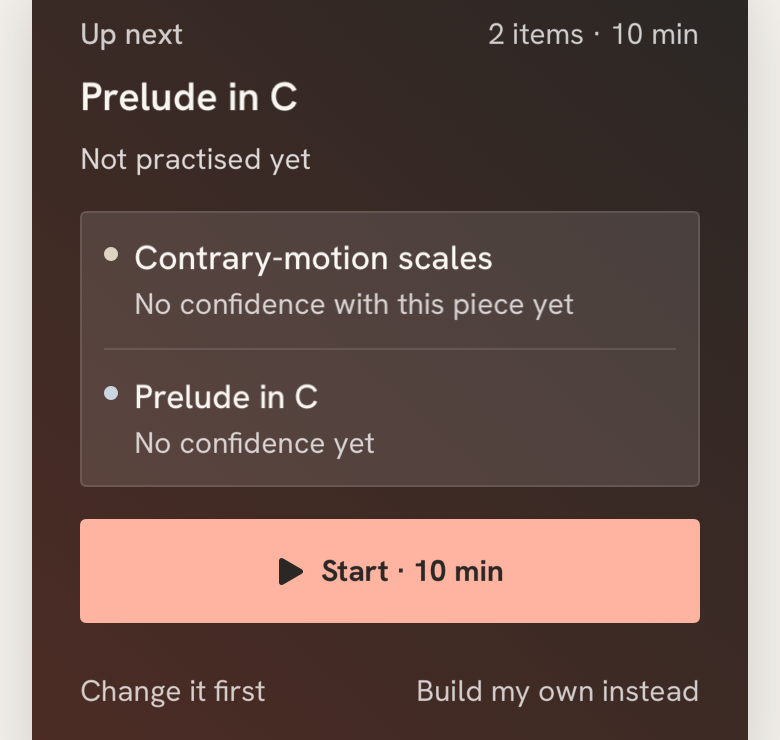 Up next
2 items · 10 min
Prelude in C
Not practised yet
Contrary-motion scales
No confidence with this piece yet
Prelude in C
No confidence yet
Start · 10 min
Change it first
Build my own instead